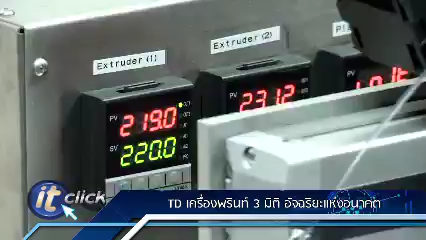 Extruder (1)
Extruder (2)
PV 219.0
SV 220.0
PV 231.2
it click
TD เครื่องพรินท์ 3 มิติ อัจฉริยะแห่งอนาคต